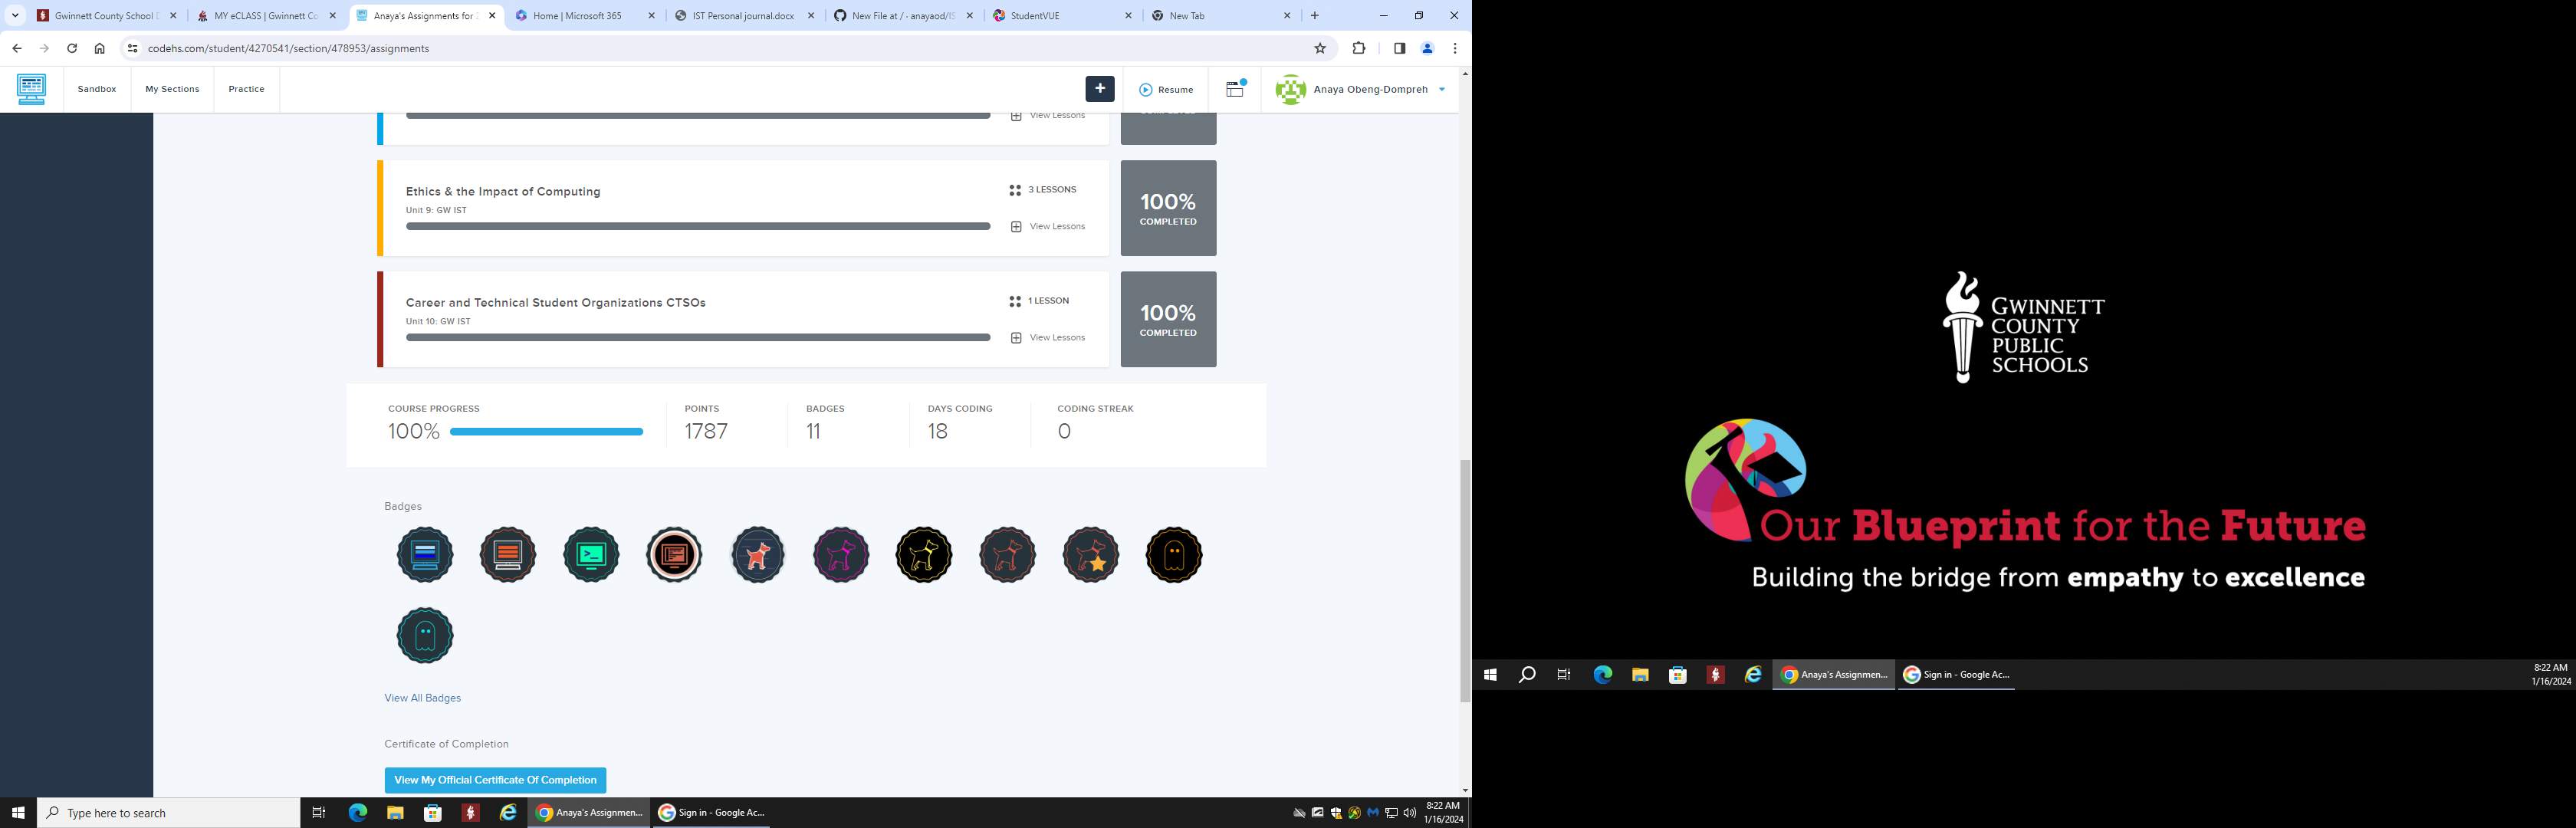 Gwinnett County School D
MY eCLASS | Gwinnett Co
Anaya's Assignments for 2
Home | Microsoft 365
IST Personal journal.docx
New File at / · anayaod/IS
StudentVUE
New Tab
codehs.com/student/4270541/section/478953/assignments
Sandbox
My Sections
Practice
+
Resume
Anaya Obeng-Dompreh
View Lessons
Ethics & the Impact of Computing
3 LESSONS
Unit 9: GW IST
View Lessons
100%
COMPLETED
Career and Technical Student Organizations CTSOs
1 LESSON
Unit 10: GW IST
View Lessons
100%
COMPLETED
COURSE PROGRESS
100%
POINTS
1787
BADGES
11
DAYS CODING
18
CODING STREAK
0
Badges
View All Badges
Certificate of Completion
View My Official Certificate Of Completion
Type here to search
Anaya's Assignmen...
Sign in - Google Ac...
8:22 AM
1/16/2024
GWINNETT
COUNTY
PUBLIC
SCHOOLS
Our Blueprint for the Future
Building the bridge from empathy to excellence
Anaya's Assignmen...
Sign in - Google Ac...
8:22 AM
1/16/2024